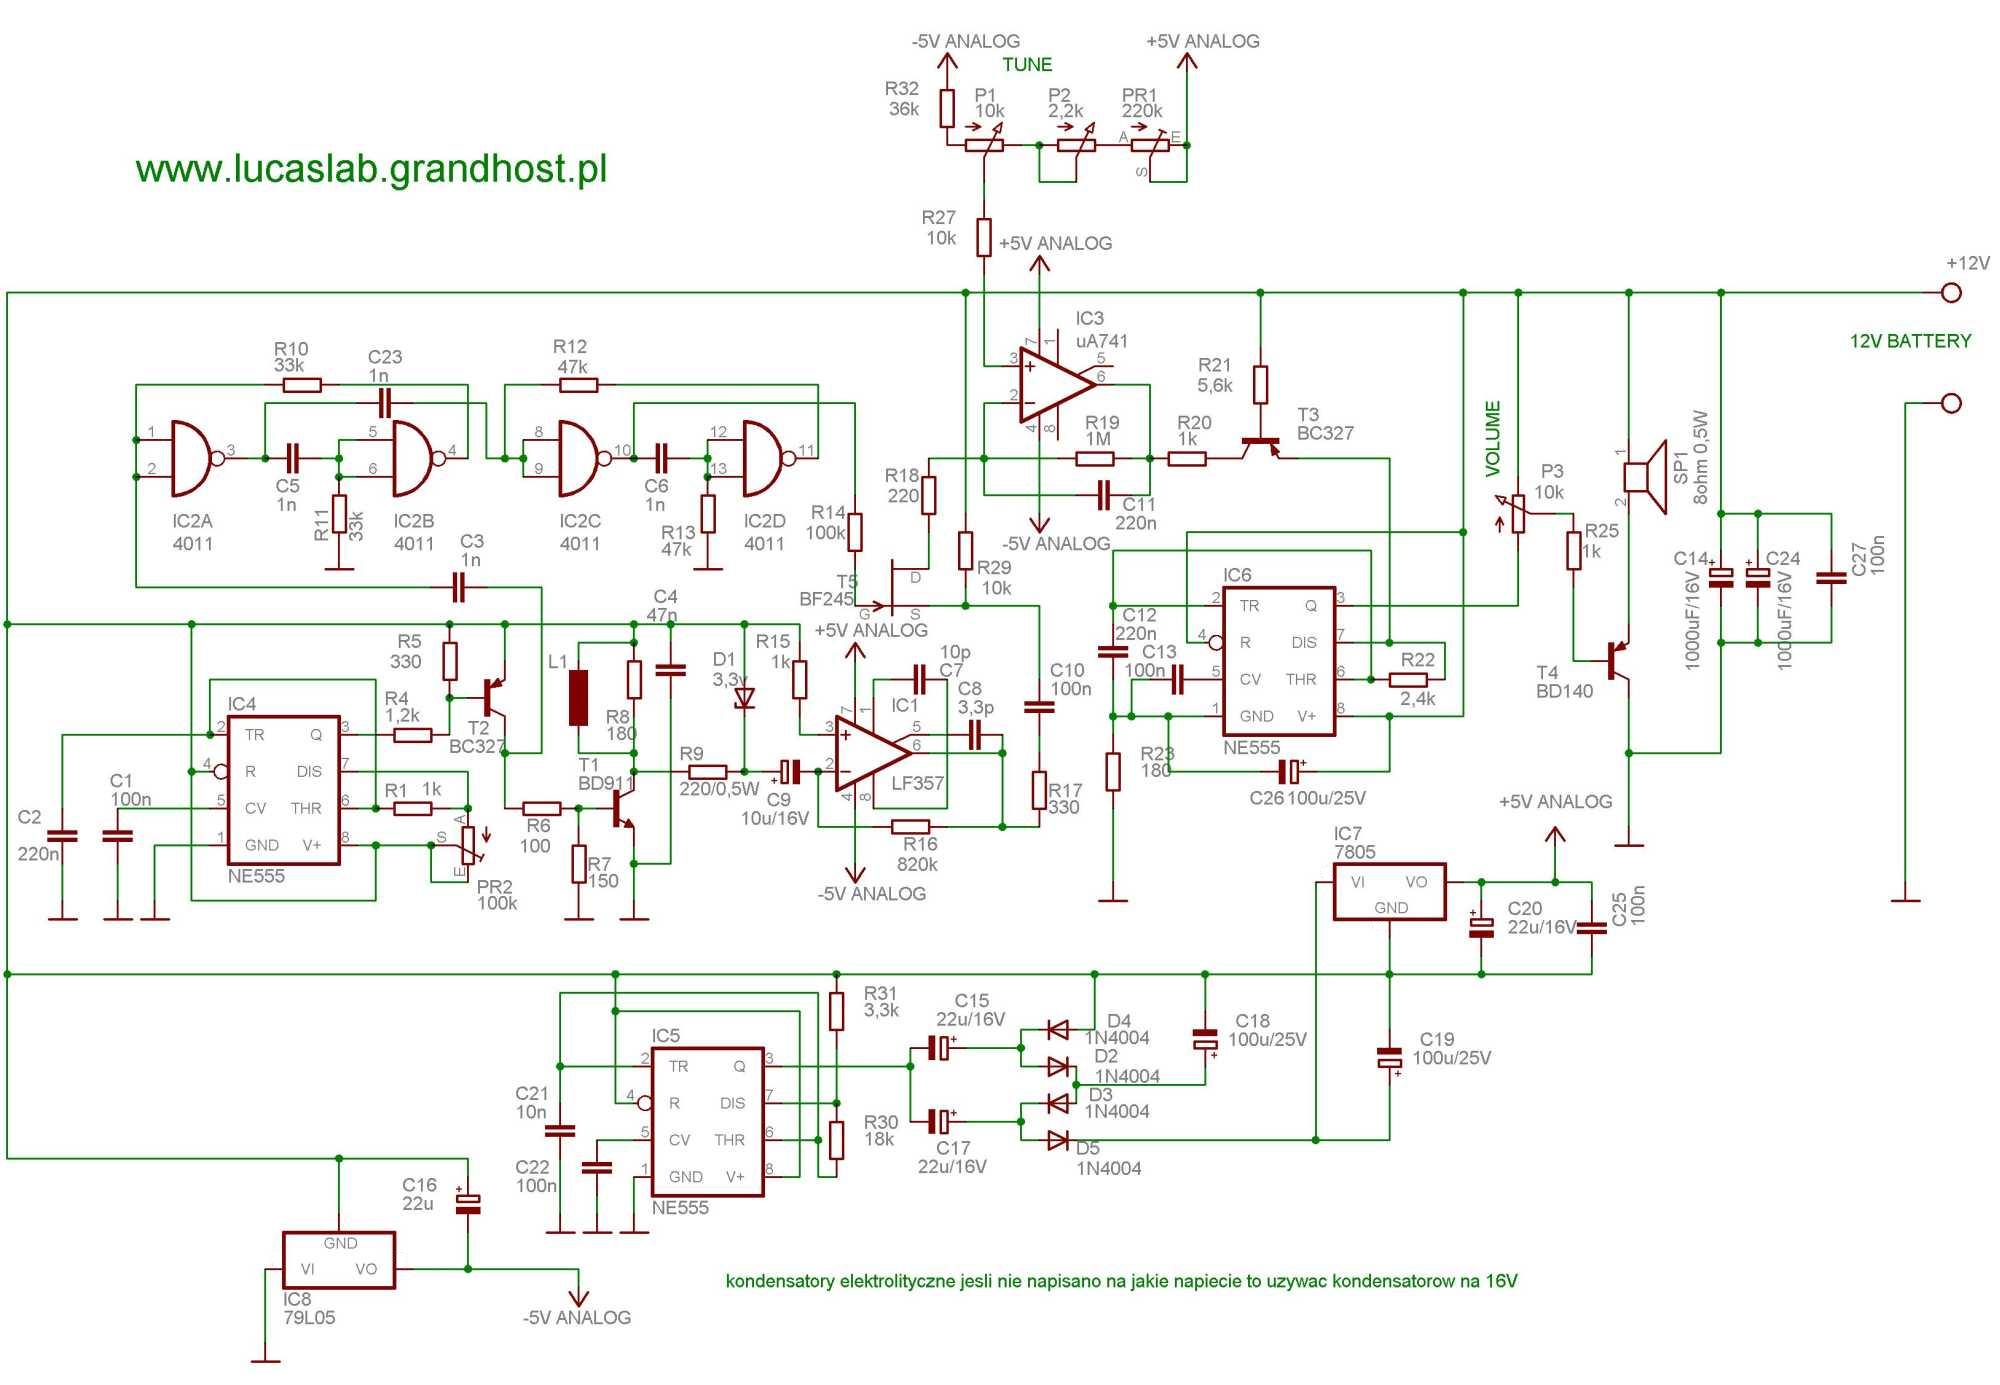 -5V ANALOG
+5V ANALOG
TUNE
R32
36k
P1
10k
P2
2,2k
PR1
220k
A
E
S
www.lucaslab.grandhost.pl
R27
10k
+5V ANALOG
+12V
12V BATTERY
IC3
uA741
7
1
3
5
6
2
4
8
-5V ANALOG
R10
33k
C23
1n
R12
47k
1
2
3
5
6
4
8
9
10
12
13
11
C5
1n
R11
33k
C6
1n
R13
47k
IC2A
4011
IC2B
4011
IC2C
4011
IC2D
4011
C3
1n
R14
100k
R18
220
R19
1M
C11
220n
R20
1k
R21
5,6k
T3
BC327
R29
10k
T5
BF245
D
G
S
VOLUME
P3
10k
R25
1k
SP1
8ohm 0,5W
1
2
T4
BD140
C14
1000uF/16V
C24
1000uF/16V
C27
100n
IC6
2
TR
Q
3
4
R
DIS
7
5
CV
THR
6
1
GND
V+
8
NE555
C12
220n
C13
100n
R22
2,4k
R23
180
C26
100u/25V
C4
47n
+5V ANALOG
R5
330
L1
R8
180
D1
3,3v
R15
1k
10p
C7
IC1
C8
3,3p
7
1
3
5
6
2
4
8
LF357
C10
100n
R17
330
R16
820k
-5V ANALOG
R9
220/0,5W
C9
10u/16V
T1
BD911
R6
100
R7
150
T2
BC327
R4
1,2k
R1
1k
IC4
2
TR
Q
3
4
R
DIS
7
5
CV
THR
6
1
GND
V+
8
NE555
C1
100n
C2
220n
A
S
E
PR2
100k
+5V ANALOG
IC7
7805
VI
VO
GND
C20
22u/16V
C25
100n
R31
3,3k
R30
18k
IC5
2
TR
Q
3
4
R
DIS
7
5
CV
THR
6
1
GND
V+
8
NE555
C21
10n
C22
100n
C15
22u/16V
C17
22u/16V
D4
1N4004
D2
1N4004
D3
1N4004
D5
1N4004
C18
100u/25V
C19
100u/25V
C16
22u
GND
VI
VO
IC8
79L05
-5V ANALOG
kondensatory elektrolityczne jesli nie napisano na jakie napiecie to uzywac kondensatorow na 16V